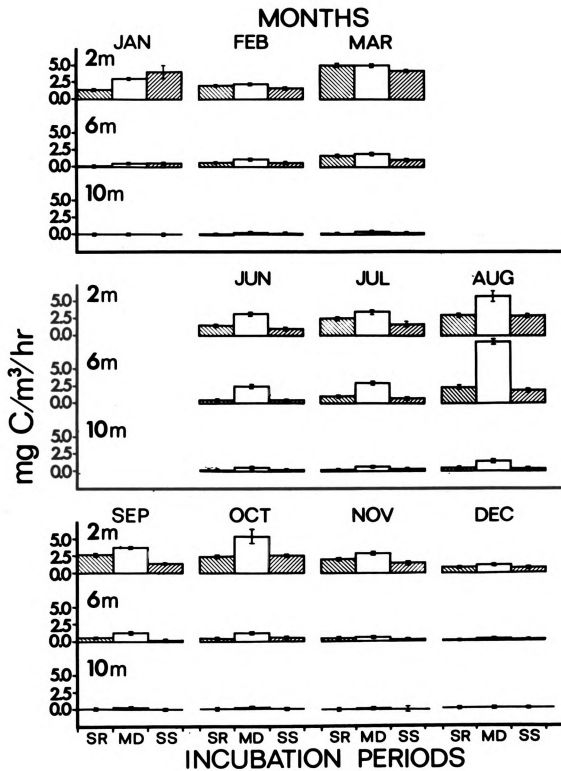 MONTHS
JAN FEB MAR
2m
5.0
2.5
0.0
6m
5.0
2.5
0.0
10m
5.0
2.5
0.0
JUN JUL AUG
2m
5.0
2.5
0.0
6m
5.0
2.5
0.0
10m
5.0
2.5
0.0
mg C/m³/hr
SEP OCT NOV DEC
2m
5.0
2.5
0.0
6m
5.0
2.5
0.0
10m
5.0
2.5
0.0
SR MD SS SR MD SS SR MD SS SR MD SS
INCUBATION PERIODS